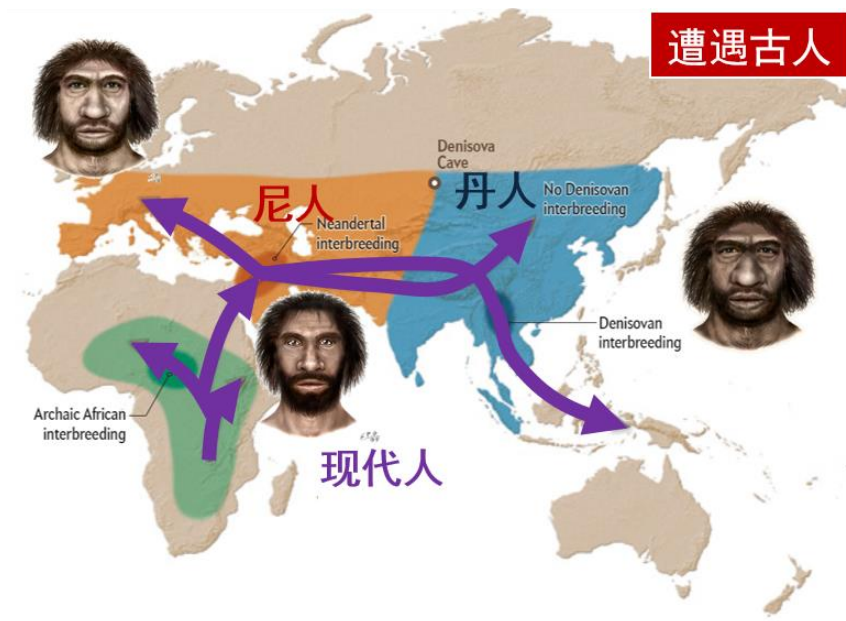 遭遇古人
Denisova
Cave
尼人
丹人
No Denisovan
interbreeding
Neandertal
interbreeding
Denisovan
interbreeding
Archaic African
interbreeding
现代人